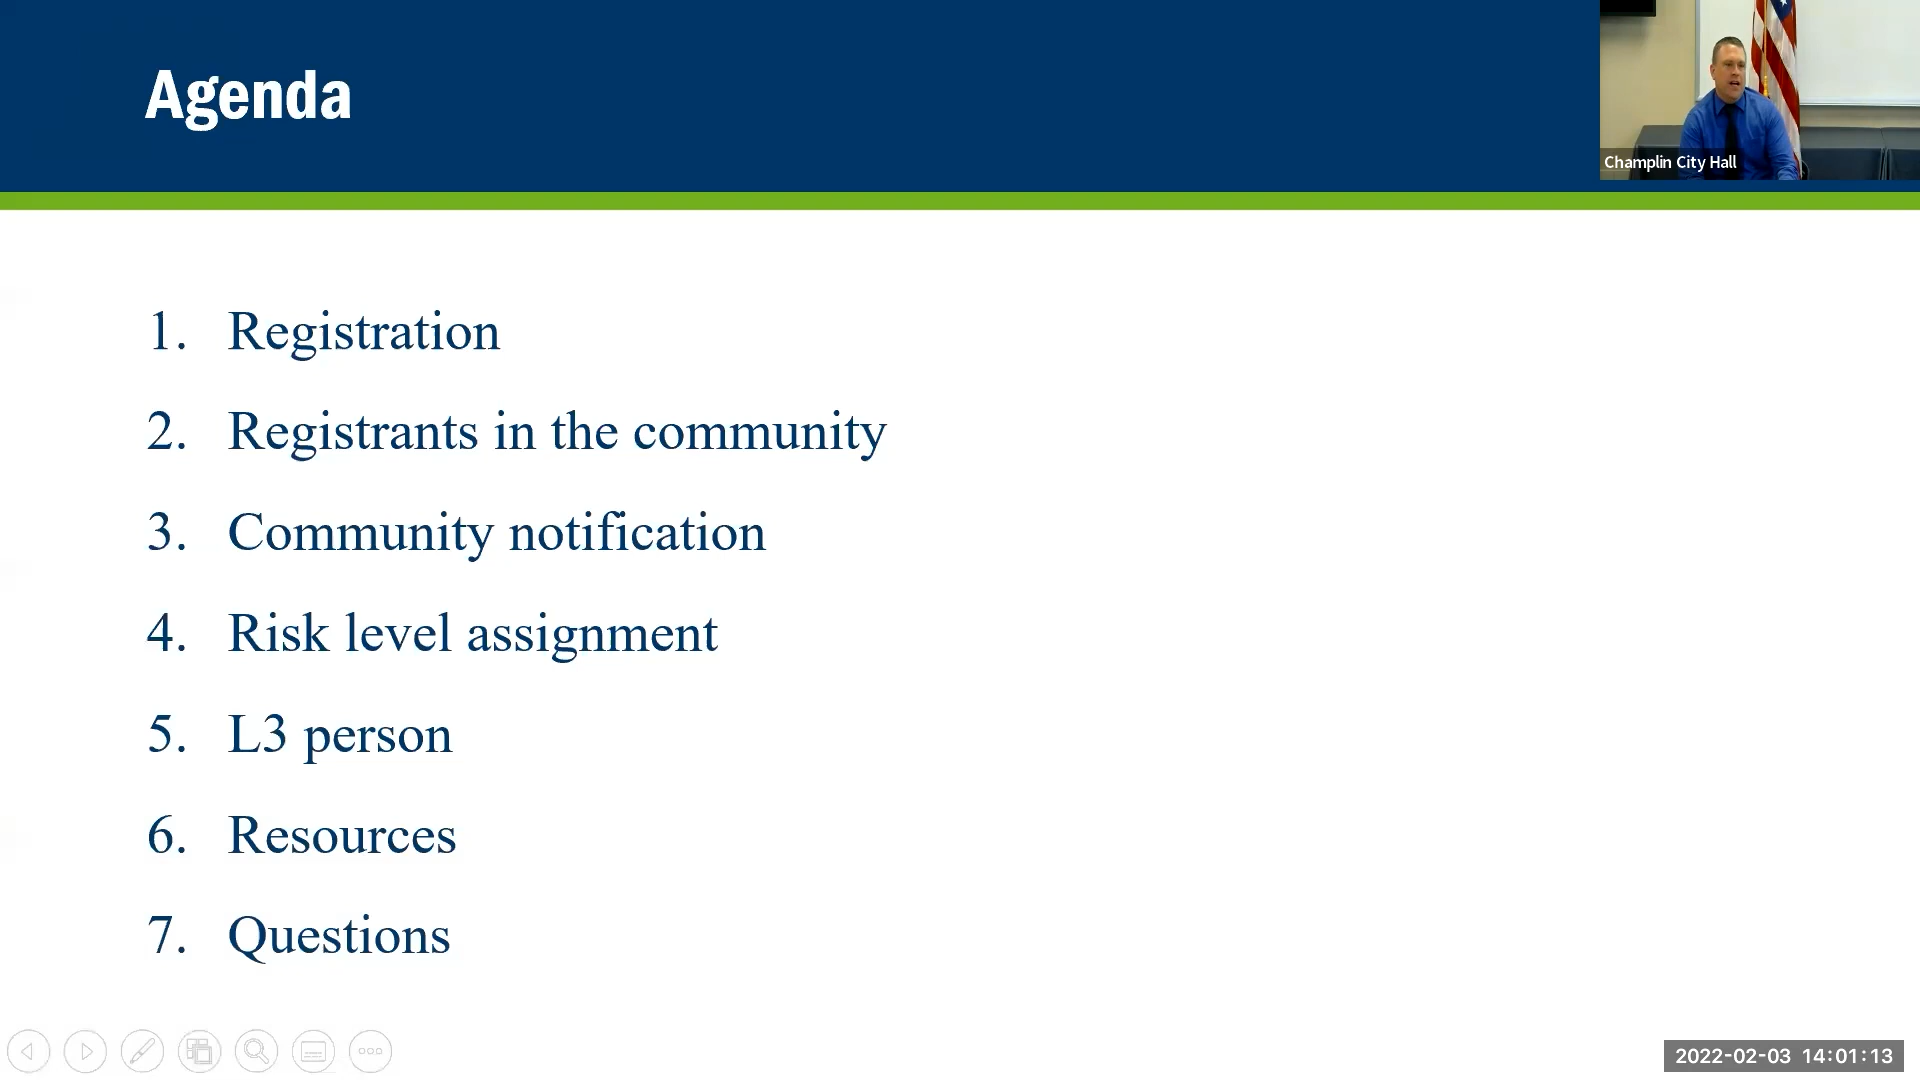 Agenda
Champlin City Hall
1. Registration
2. Registrants in the community
3. Community notification
4. Risk level assignment
5. L3 person
6. Resources
7. Questions
2022-02-03 14:01:13